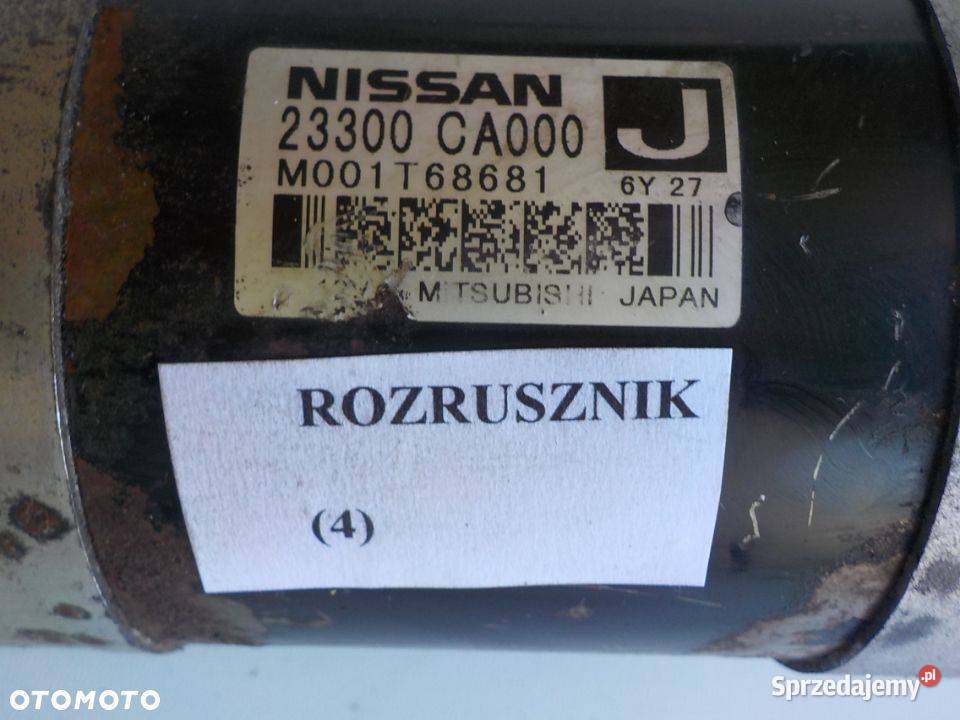 NISSAN
23300 CA000
J
M001T68681
6Y 27
MITSUBISHI JAPAN
ROZRUSZNIK
(4)
OTOMOTO
Sprzedajemy.pl